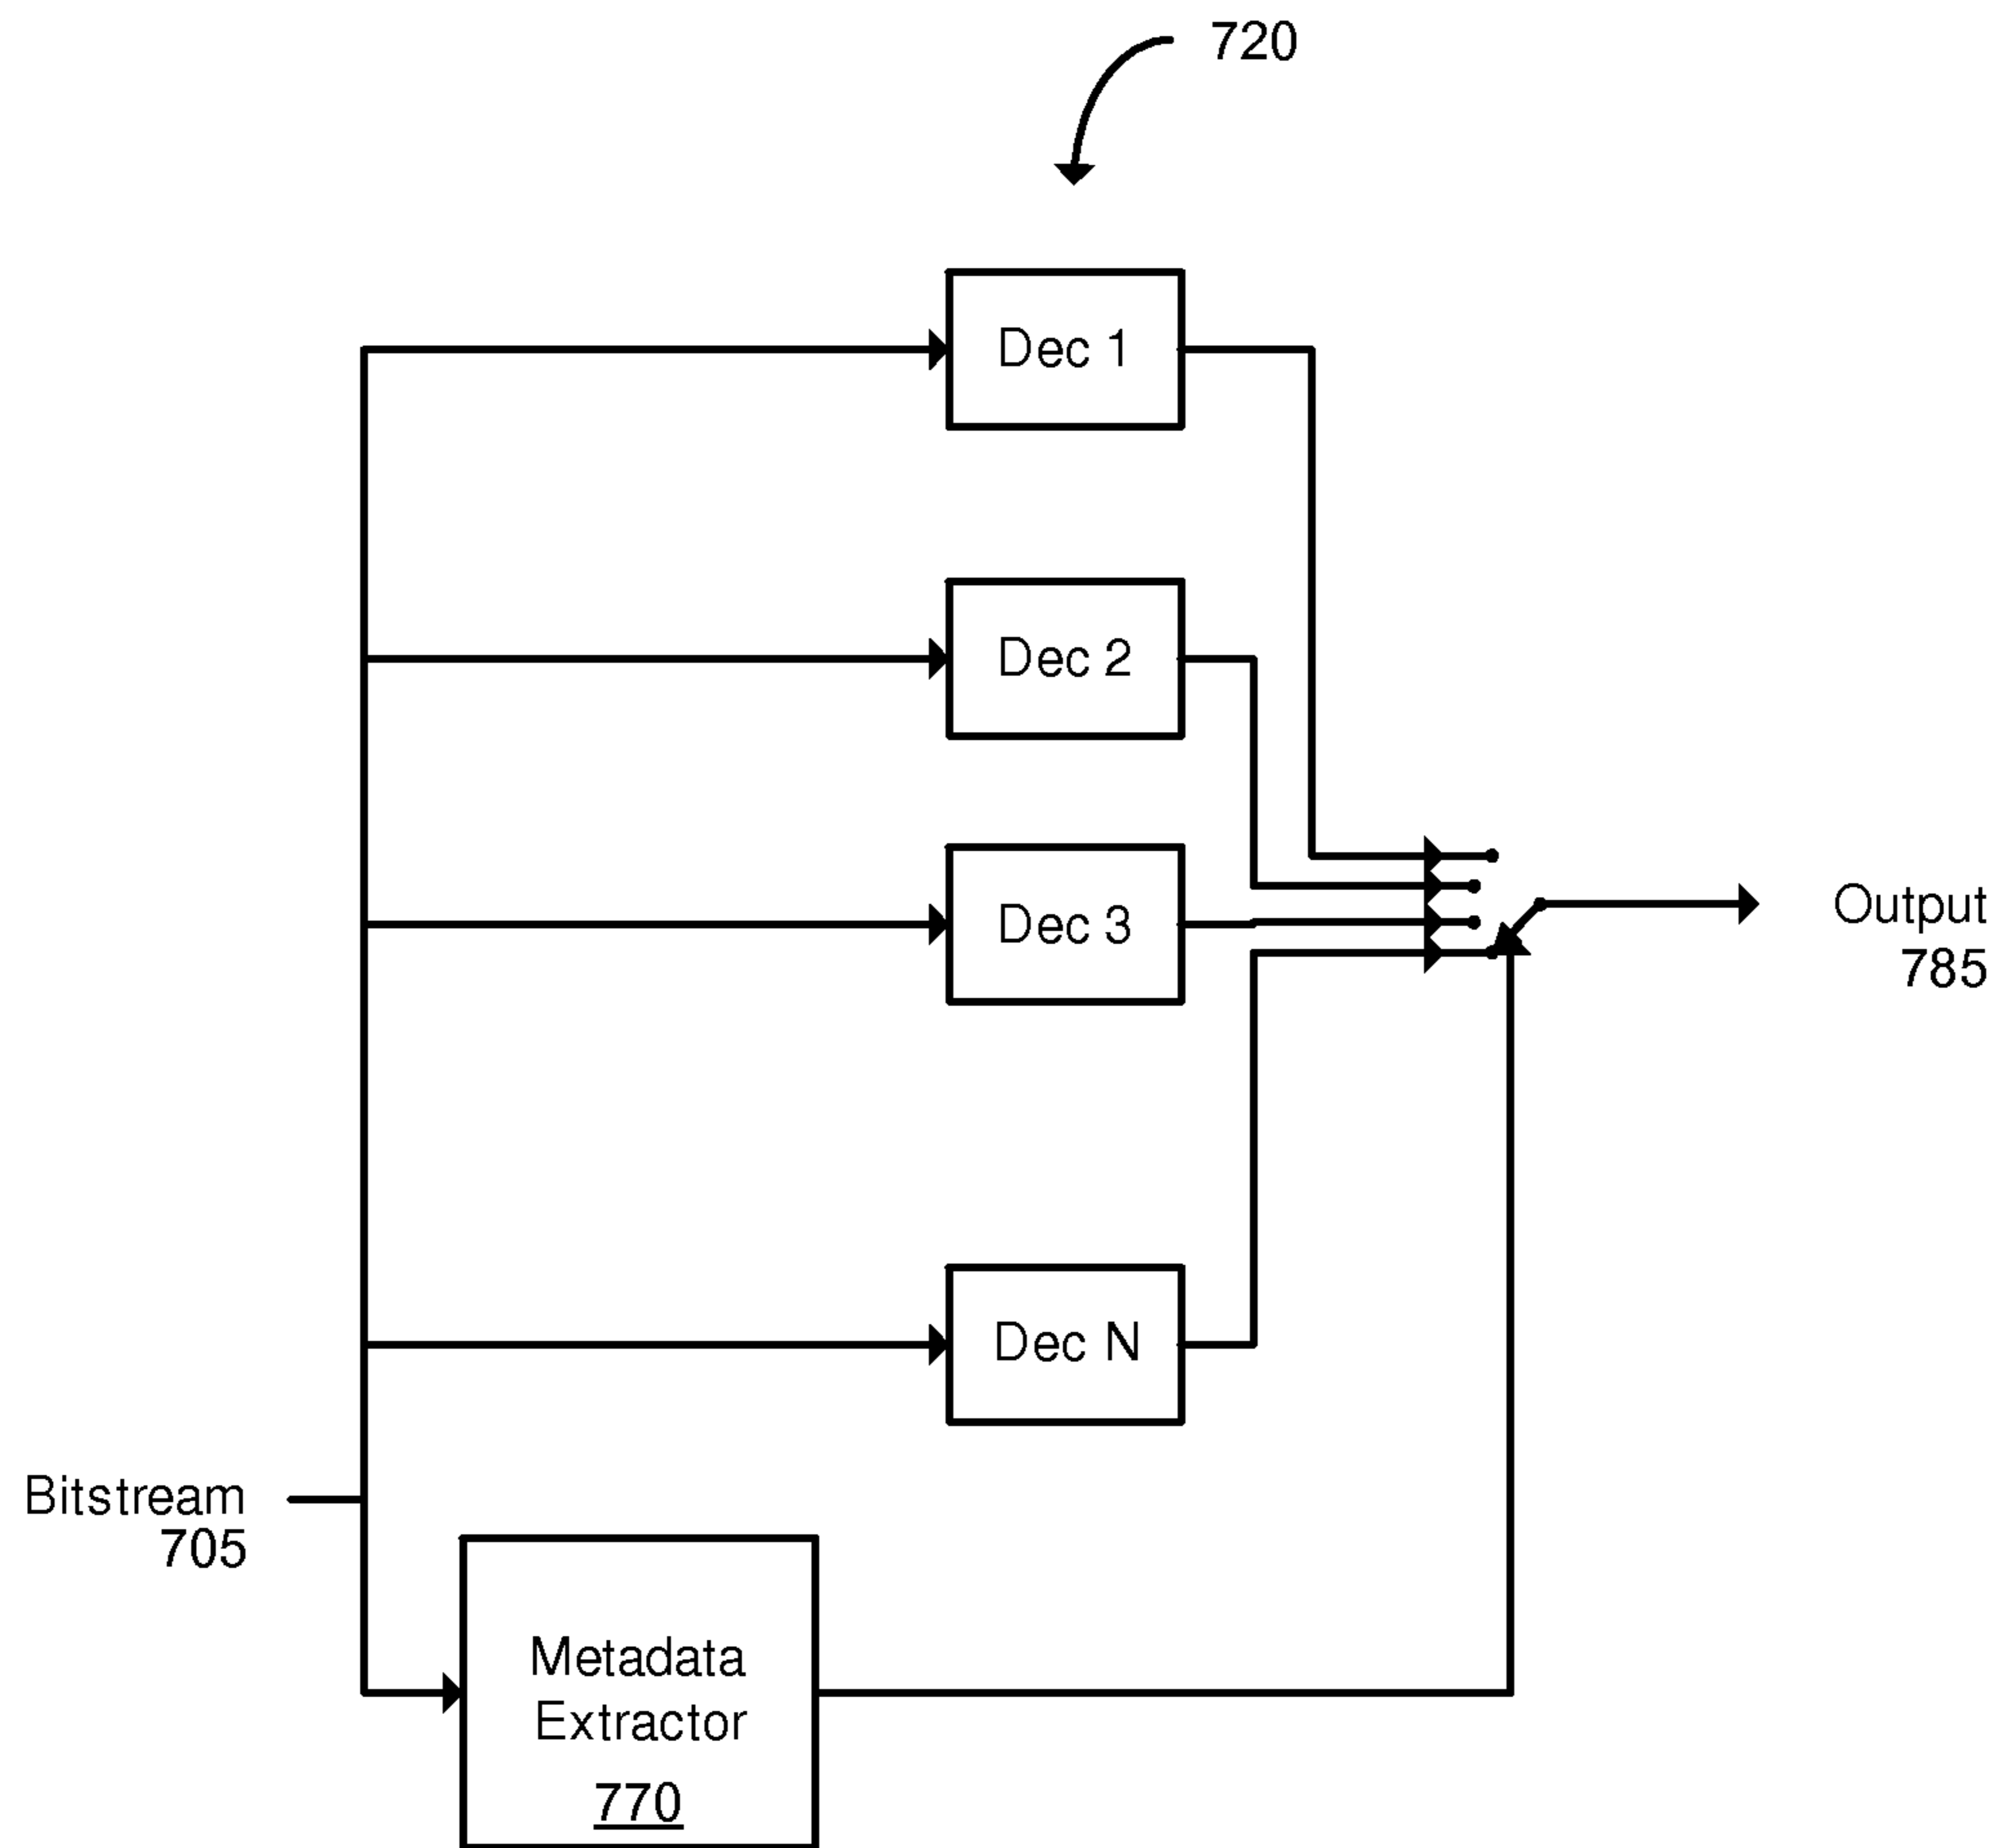 720
Dec 1
Dec 2
Dec 3
Output
785
Dec N
Bitstream
705
Metadata
Extractor
770